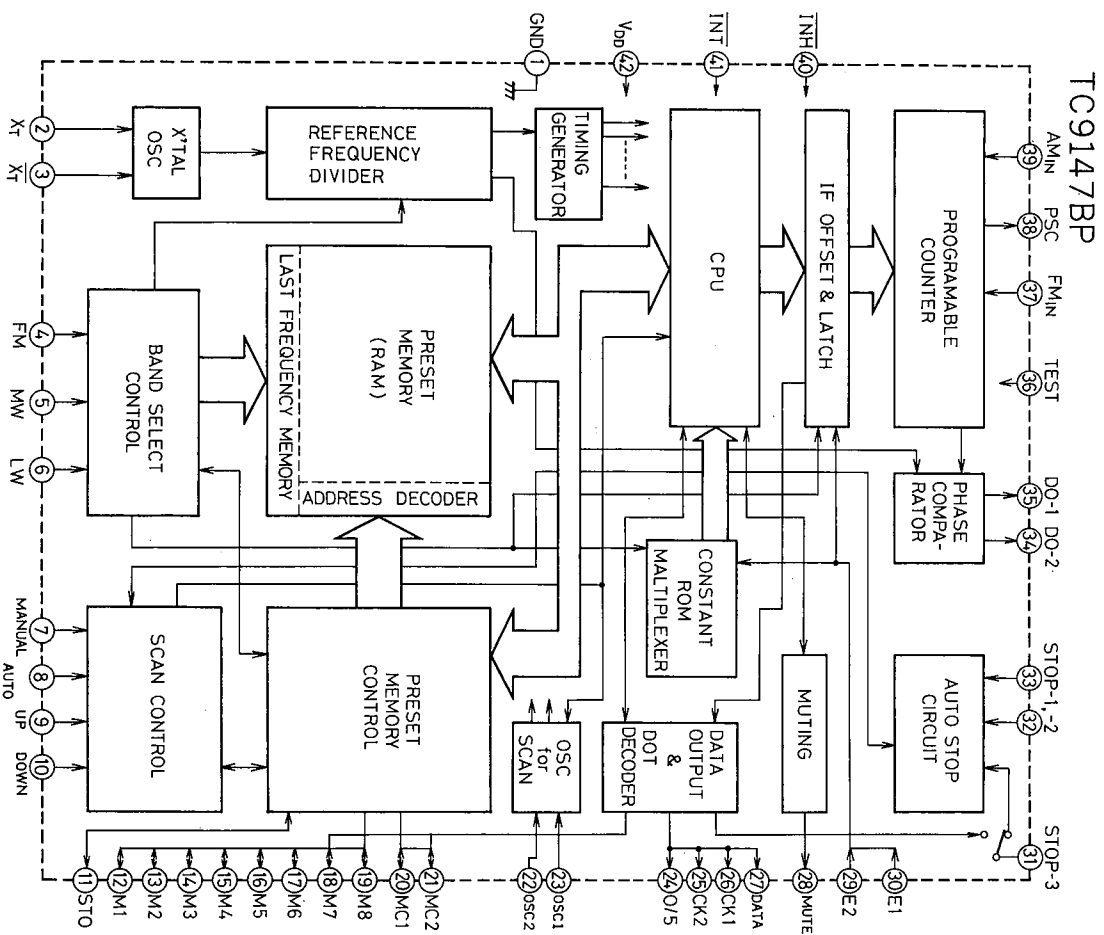 TC9147BP
GND
1
VDD
42
INT
41
INH
40
AMIN
39
PSC
38
FMIN
37
TEST
36
DO-1
35
DO-2
34
STOP-1,-2
33
32
STOP-3
31
XT
2
XT
3
FM
4
MW
5
LW
6
MANUAL
7
AUTO
8
UP
9
DOWN
10
X'TAL
OSC
REFERENCE
FREQUENCY
DIVIDER
TIMING
GENERATOR
CPU
IF OFFSET & LATCH
PROGRAMABLE
COUNTER
BAND SELECT
CONTROL
LAST FREQUENCY MEMORY
PRESET
MEMORY
(RAM)
ADDRESS DECODER
PHASE
COMPA-
RATOR
CONSTANT
ROM
MALTIPLEXER
SCAN CONTROL
PRESET
MEMORY
CONTROL
OSC
for
SCAN
DATA
OUTPUT
&
DOT
DECODER
MUTING
AUTO STOP
CIRCUIT
11 STO
12 M1
13 M2
14 M3
15 M4
16 M5
17 M6
18 M7
19 M8
20 MC1
21 MC2
22 OSC2
23 OSC1
24 0/5
25 CK2
26 CK1
27 DATA
28 MUTE
29 E2
30 E1